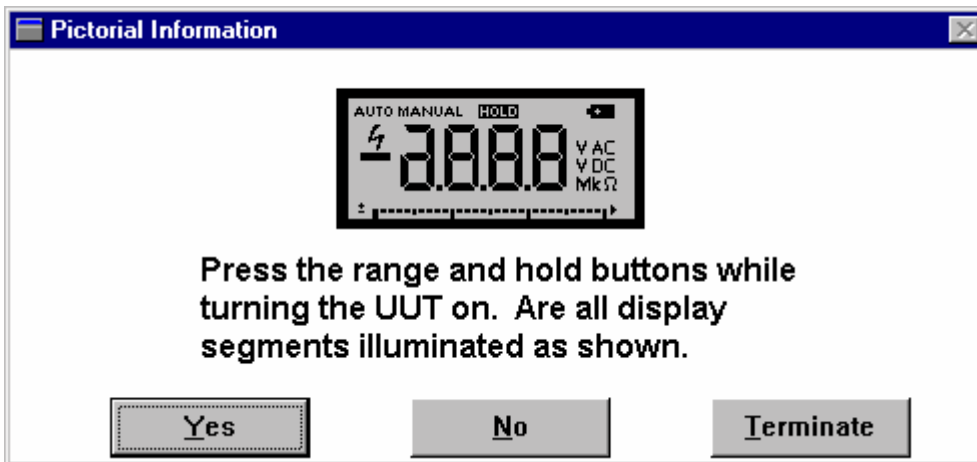 Pictorial Information
AUTO MANUAL HOLD
8.8.8.8
V AC
V DC
MkΩ
±
Press the range and hold buttons while
turning the UUT on. Are all display
segments illuminated as shown.
Yes No Terminate